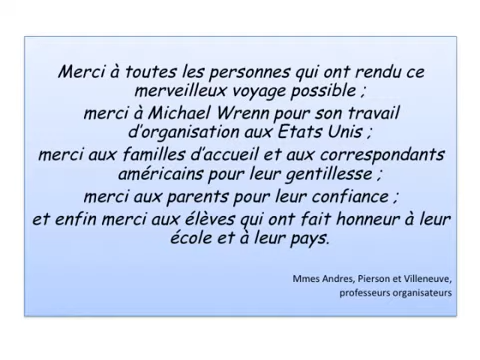 Merci à toutes les personnes qui ont rendu ce
merveilleux voyage possible ;
merci à Michael Wrenn pour son travail
d'organisation aux Etats Unis ;
merci aux familles d'accueil et aux correspondants
américains pour leur gentillesse ;
merci aux parents pour leur confiance ;
et enfin merci aux élèves qui ont fait honneur à leur
école et à leur pays.
Mmes Andres, Pierson et Villeneuve,
professeurs organisateurs